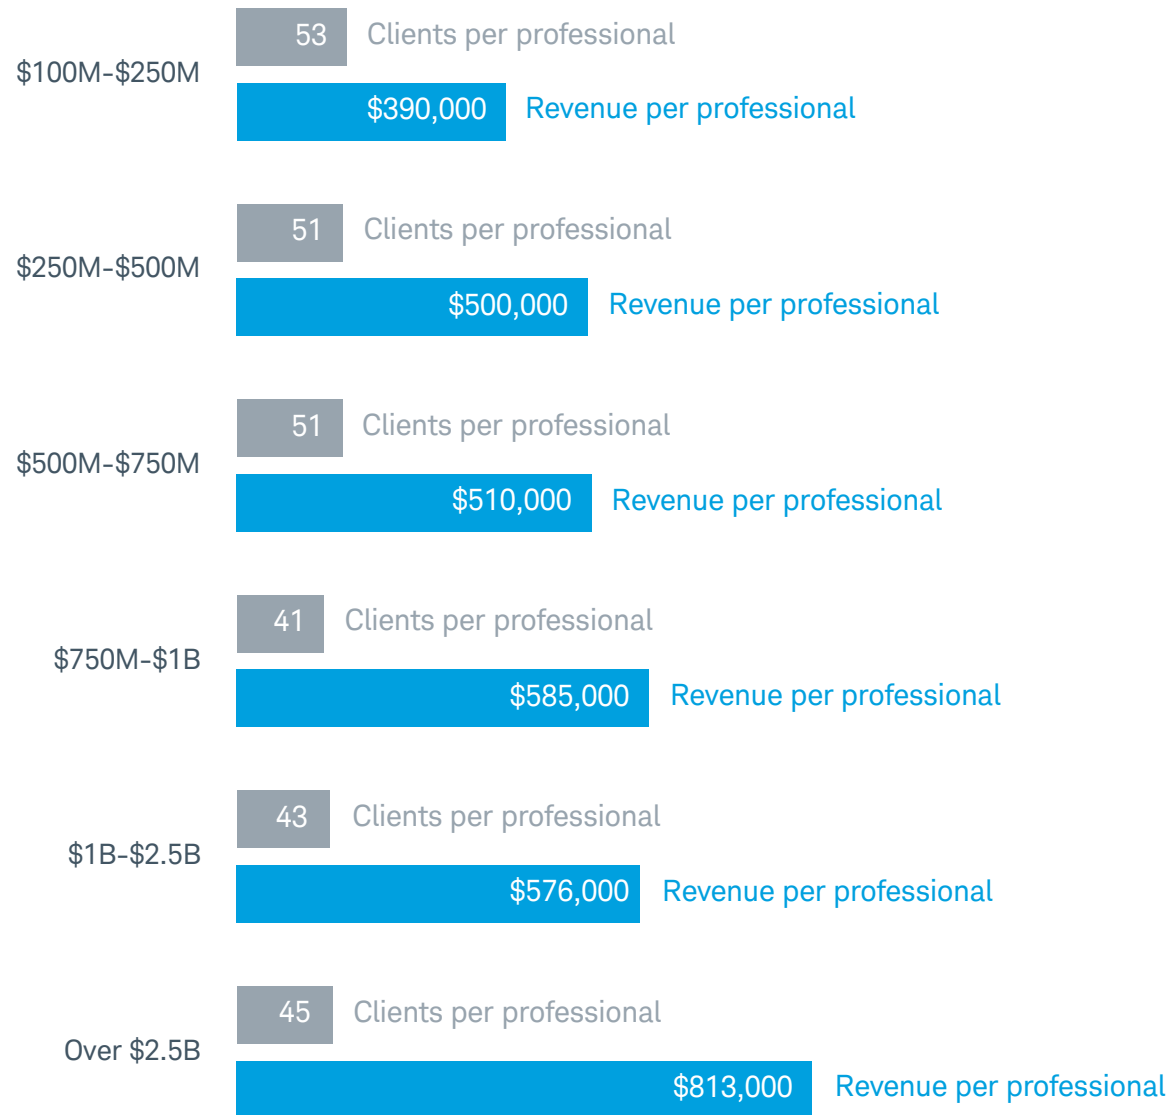 53 Clients per professional
$100M-$250M
$390,000 Revenue per professional
51 Clients per professional
$250M-$500M
$500,000 Revenue per professional
51 Clients per professional
$500M-$750M
$510,000 Revenue per professional
41 Clients per professional
$750M-$1B
$585,000 Revenue per professional
43 Clients per professional
$1B-$2.5B
$576,000 Revenue per professional
45 Clients per professional
Over $2.5B
$813,000 Revenue per professional